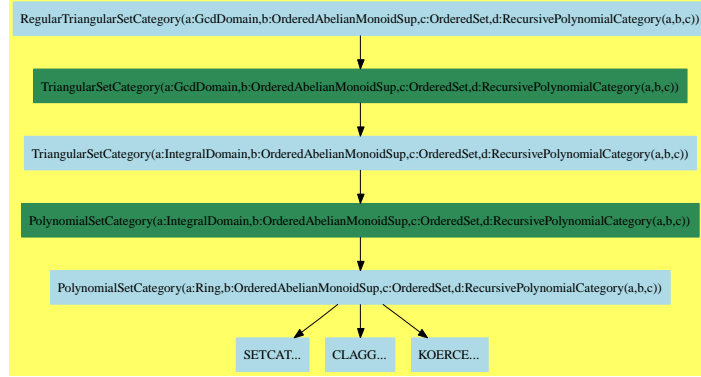 RegularTriangularSetCategory(a:GcdDomain,b:OrderedAbelianMonoidSup,c:OrderedSet,d:RecursivePolynomialCategory(a,b,c))
TriangularSetCategory(a:GcdDomain,b:OrderedAbelianMonoidSup,c:OrderedSet,d:RecursivePolynomialCategory(a,b,c))
TriangularSetCategory(a:IntegralDomain,b:OrderedAbelianMonoidSup,c:OrderedSet,d:RecursivePolynomialCategory(a,b,c))
PolynomialSetCategory(a:IntegralDomain,b:OrderedAbelianMonoidSup,c:OrderedSet,d:RecursivePolynomialCategory(a,b,c))
PolynomialSetCategory(a:Ring,b:OrderedAbelianMonoidSup,c:OrderedSet,d:RecursivePolynomialCategory(a,b,c))
SETCAT... CLAGG... KOERCE...